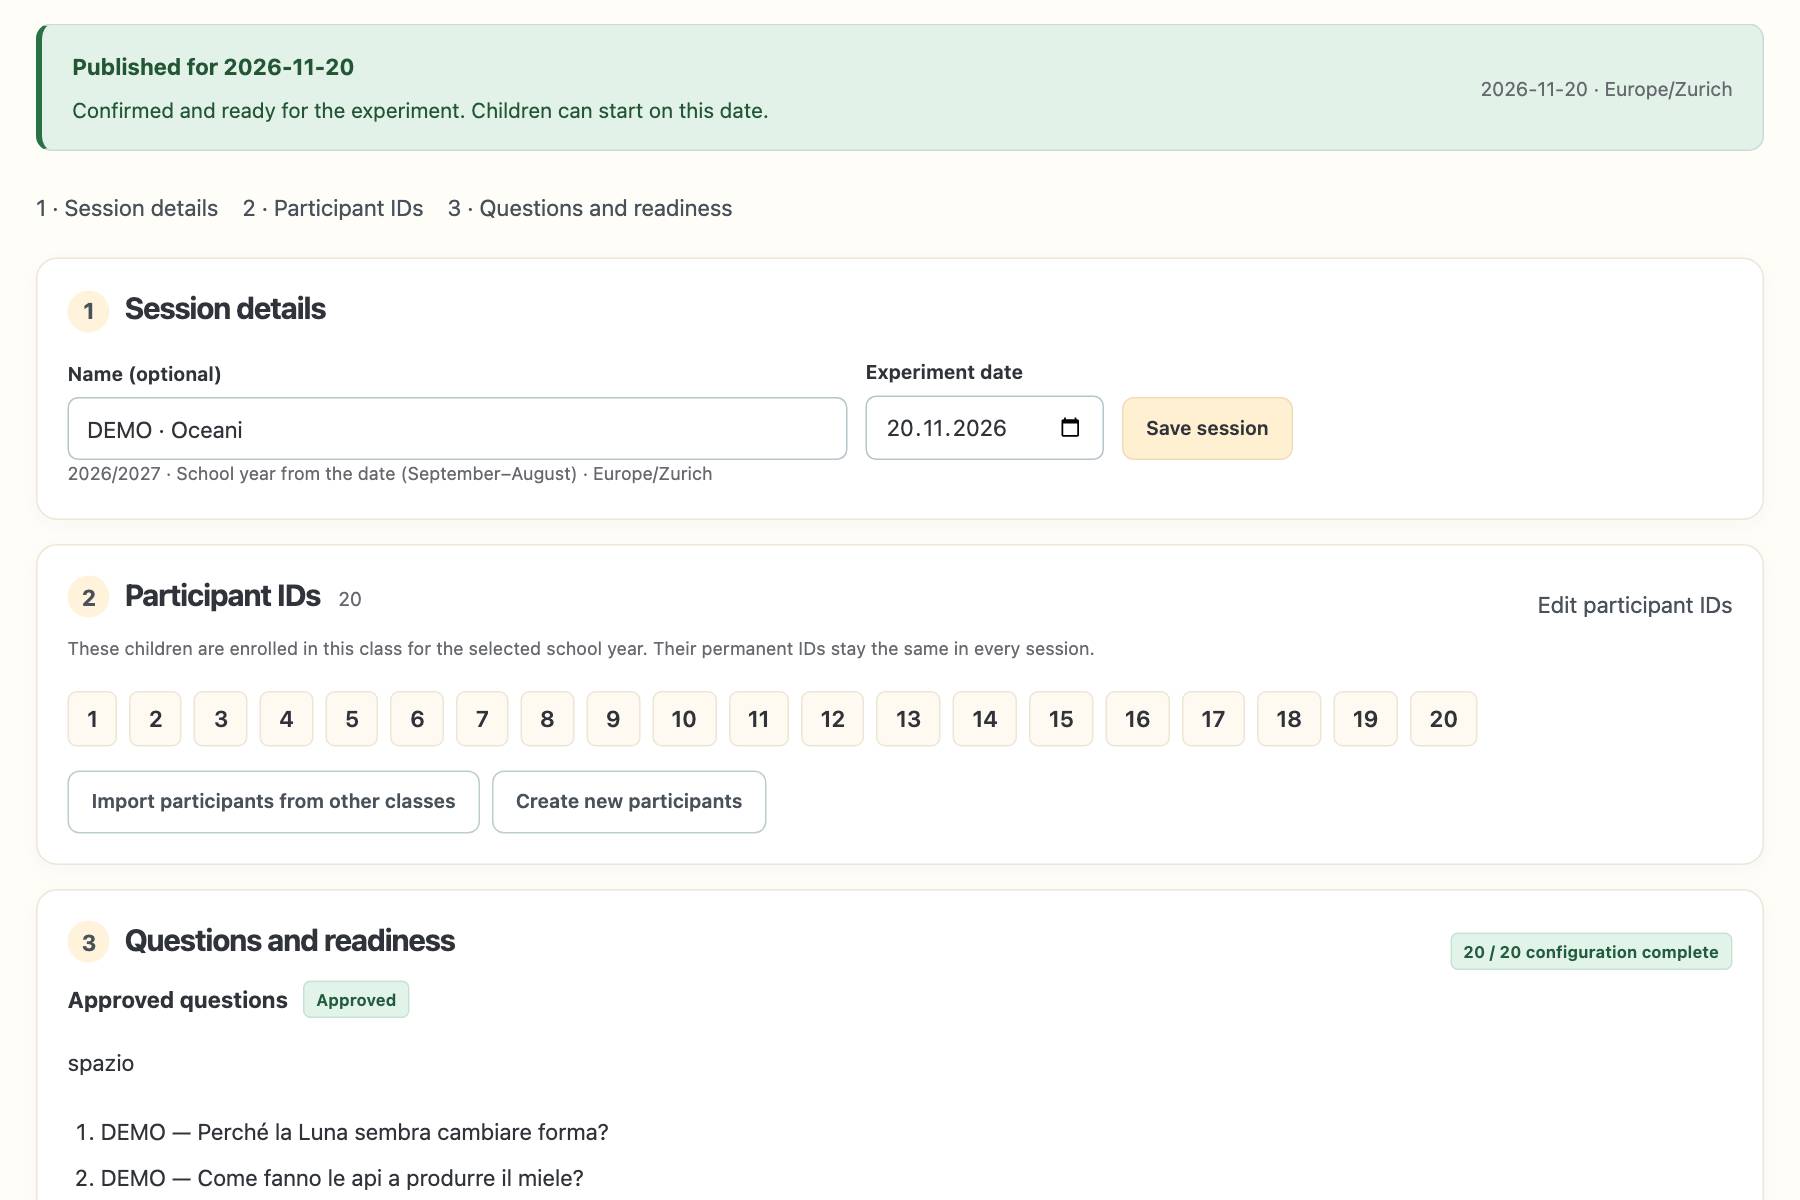 Published for 2026-11-20
Confirmed and ready for the experiment. Children can start on this date.
2026-11-20 · Europe/Zurich
1 · Session details 2 · Participant IDs 3 · Questions and readiness
1 Session details
Name (optional)
Experiment date
DEMO · Oceani
20.11.2026
Save session
2026/2027 · School year from the date (September–August) · Europe/Zurich
2 Participant IDs 20
Edit participant IDs
These children are enrolled in this class for the selected school year. Their permanent IDs stay the same in every session.
1 2 3 4 5 6 7 8 9 10 11 12 13 14 15 16 17 18 19 20
Import participants from other classes
Create new participants
3 Questions and readiness
20 / 20 configuration complete
Approved questions Approved
spazio
1. DEMO — Perché la Luna sembra cambiare forma?
2. DEMO — Come fanno le api a produrre il miele?